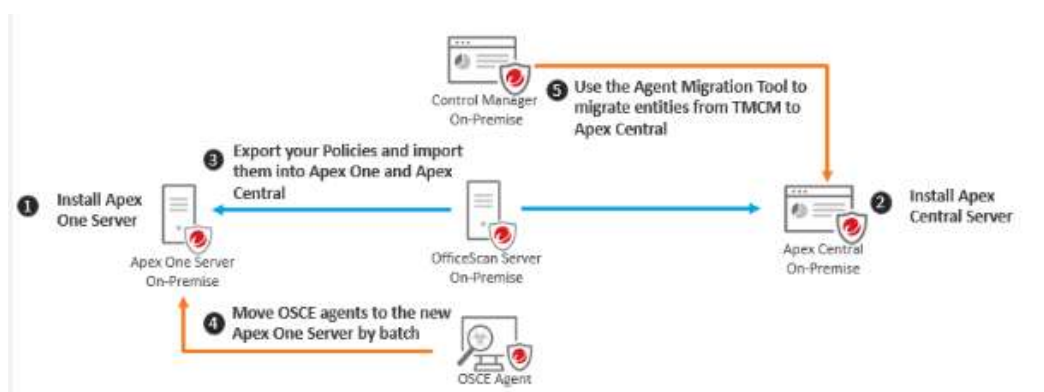 Control Manager
On-Premise
5 Use the Agent Migration Tool to
migrate entities from TMCM to
Apex Central
3 Export your Policies and import
them into Apex One and Apex
Central
1 Install Apex
One Server
2 Install Apex
Central Server
Apex One Server
On-Premise
OfficeScan Server
On-Premise
Apex Central
On-Premise
4 Move OSCE agents to the new
Apex One Server by batch
OSCE Agent